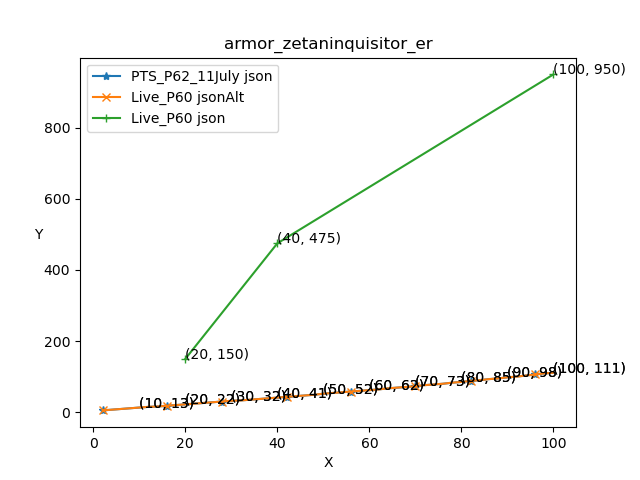 armor_zetaninquisitor_er
PTS_P62_11July json
Live_P60 jsonAlt
Live_P60 json
(100, 950)
800
600
Y
(40, 475)
400
200
(20, 150)
(10, 13)
(20, 22)
(30, 32)
(40, 41)
(50, 52)
(60, 62)
(70, 73)
(80, 85)
(90, 98)
(100, 111)
0
0 20 40 60 80 100
X